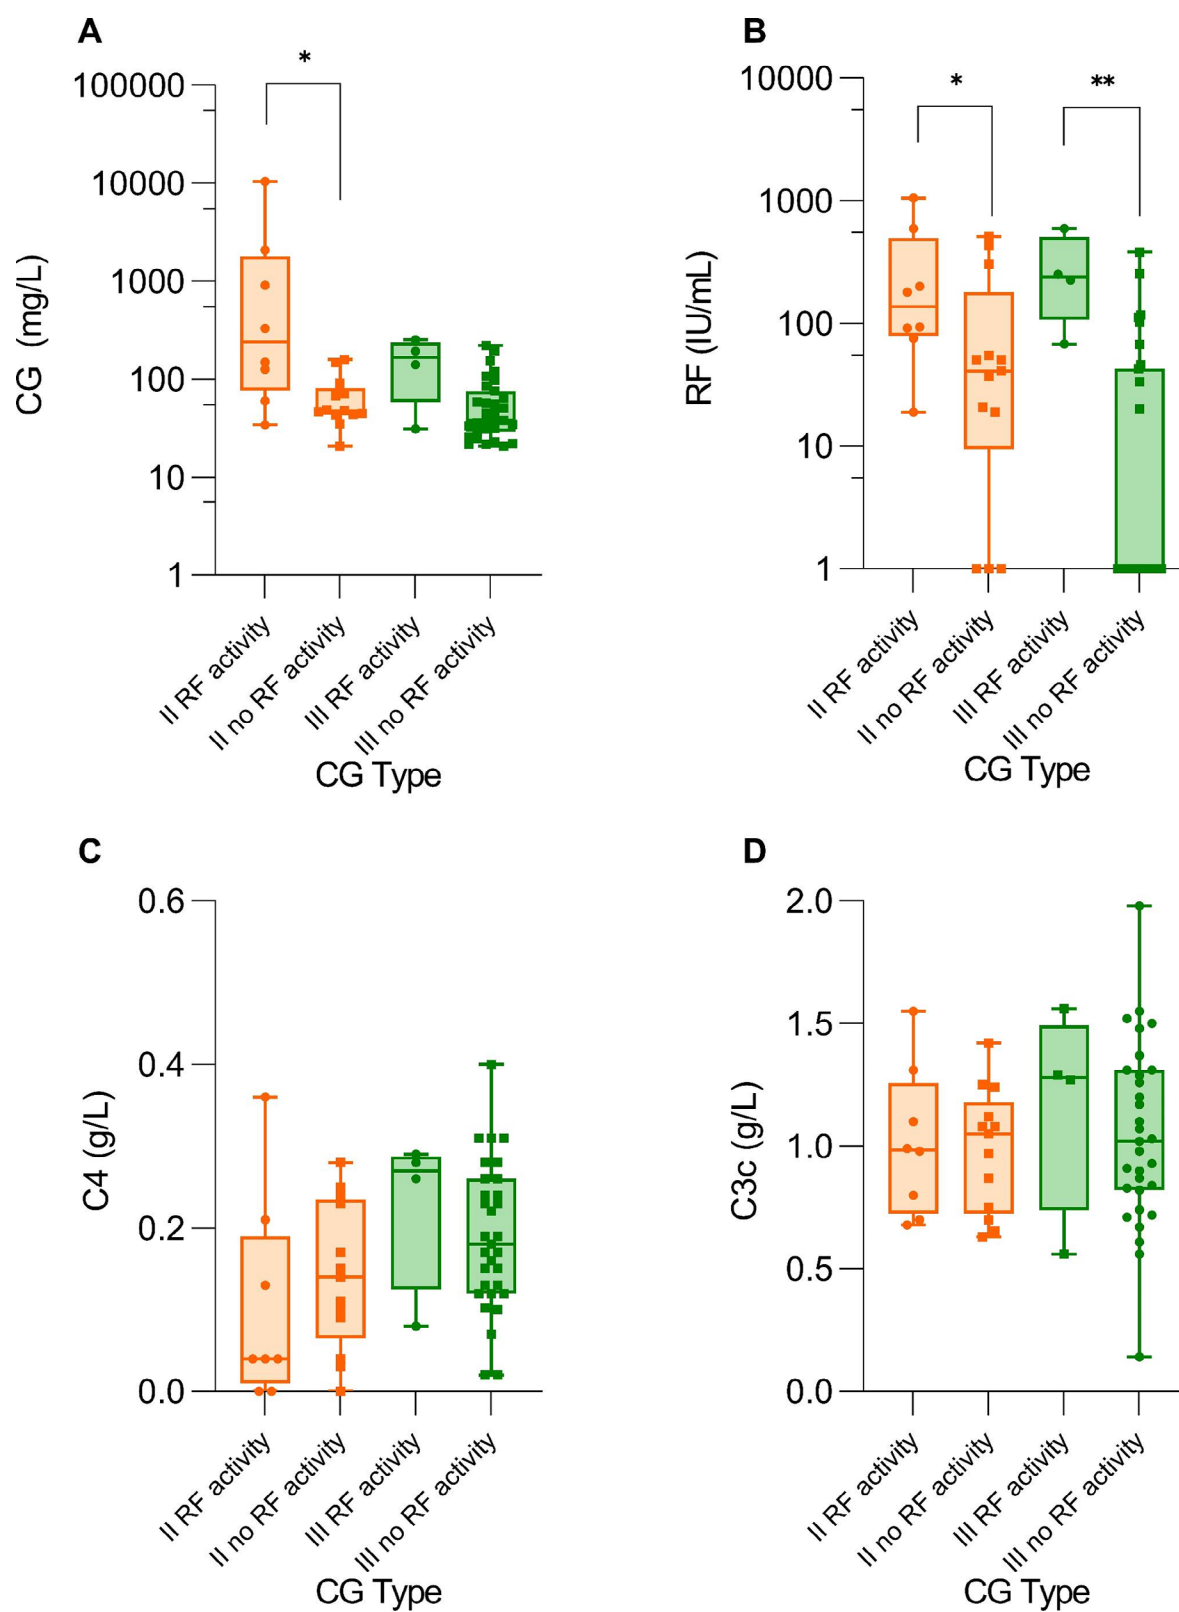 A
*
100000
10000
1000
100
10
1
CG (mg/L)
II RF activity
II no RF activity
III RF activity
III no RF activity
CG Type
B
*
**
10000
1000
100
10
1
RF (IU/mL)
II RF activity
II no RF activity
III RF activity
III no RF activity
CG Type
C
0.6
0.4
0.2
0.0
C4 (g/L)
II RF activity
II no RF activity
III RF activity
III no RF activity
CG Type
D
2.0
1.5
1.0
0.5
0.0
C3c (g/L)
II RF activity
II no RF activity
III RF activity
III no RF activity
CG Type